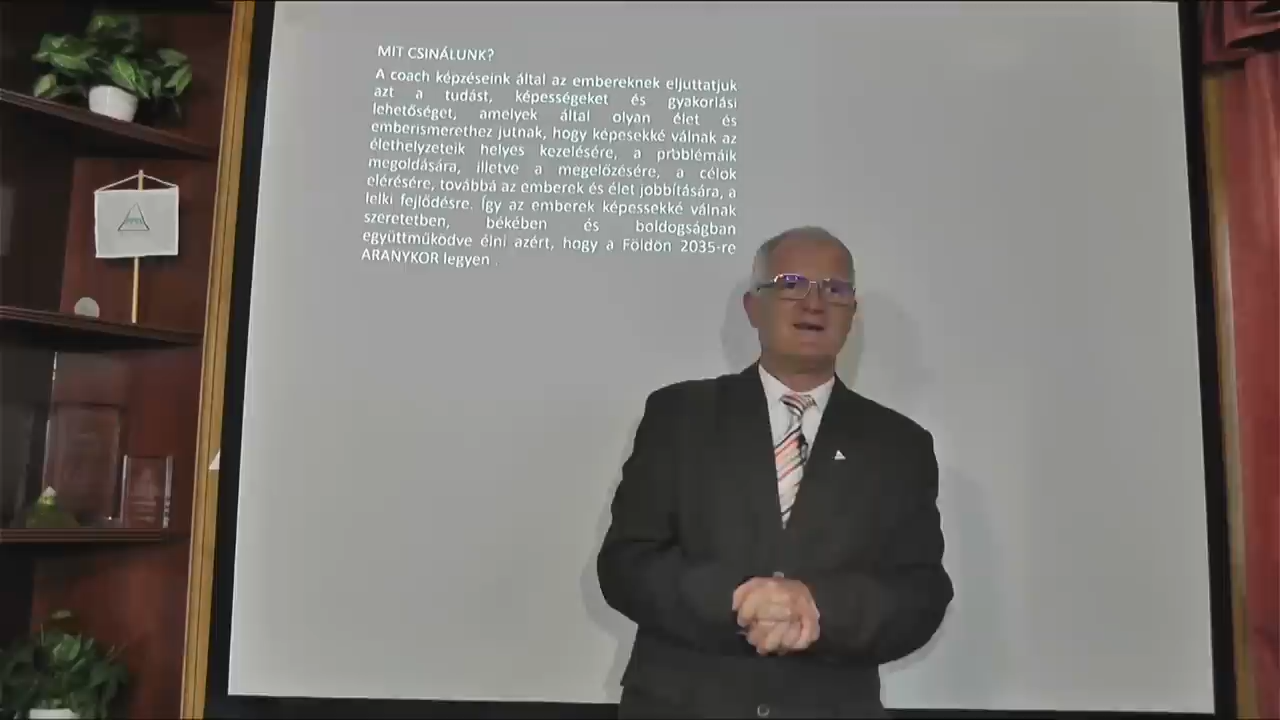 MIT CSINÁLUNK?
A coach képzéseink által az embereknek eljuttatjuk
azt a tudást, képességeket és gyakorlási
lehetőséget, amelyek által olyan élet és
emberismerethez jutnak, hogy képesekké válnak az
élethelyzeteik helyes kezelésére, a problémáik
megoldására, illetve a megelőzésére, a célok
elérésére, továbbá az emberek és élet jobbítására, a
lelki fejlődésre. Így az emberek képessekké válnak
szeretetben, békében és boldogságban
együttműködve élni azért, hogy a Földön 2035-re
ARANYKOR legyen .